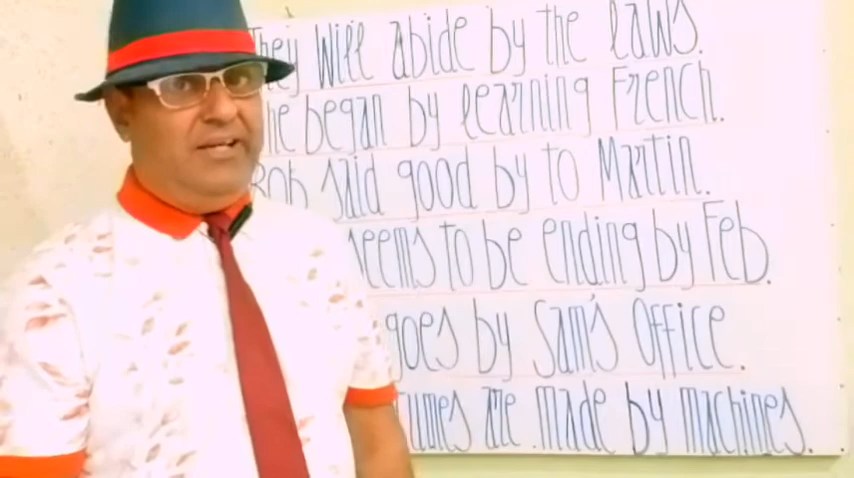 They will abide by the laws.
he began by learning French.
Bob said good by to Martin.
seems to be ending by Feb.
goes by Sam's Office.
are made by machines.